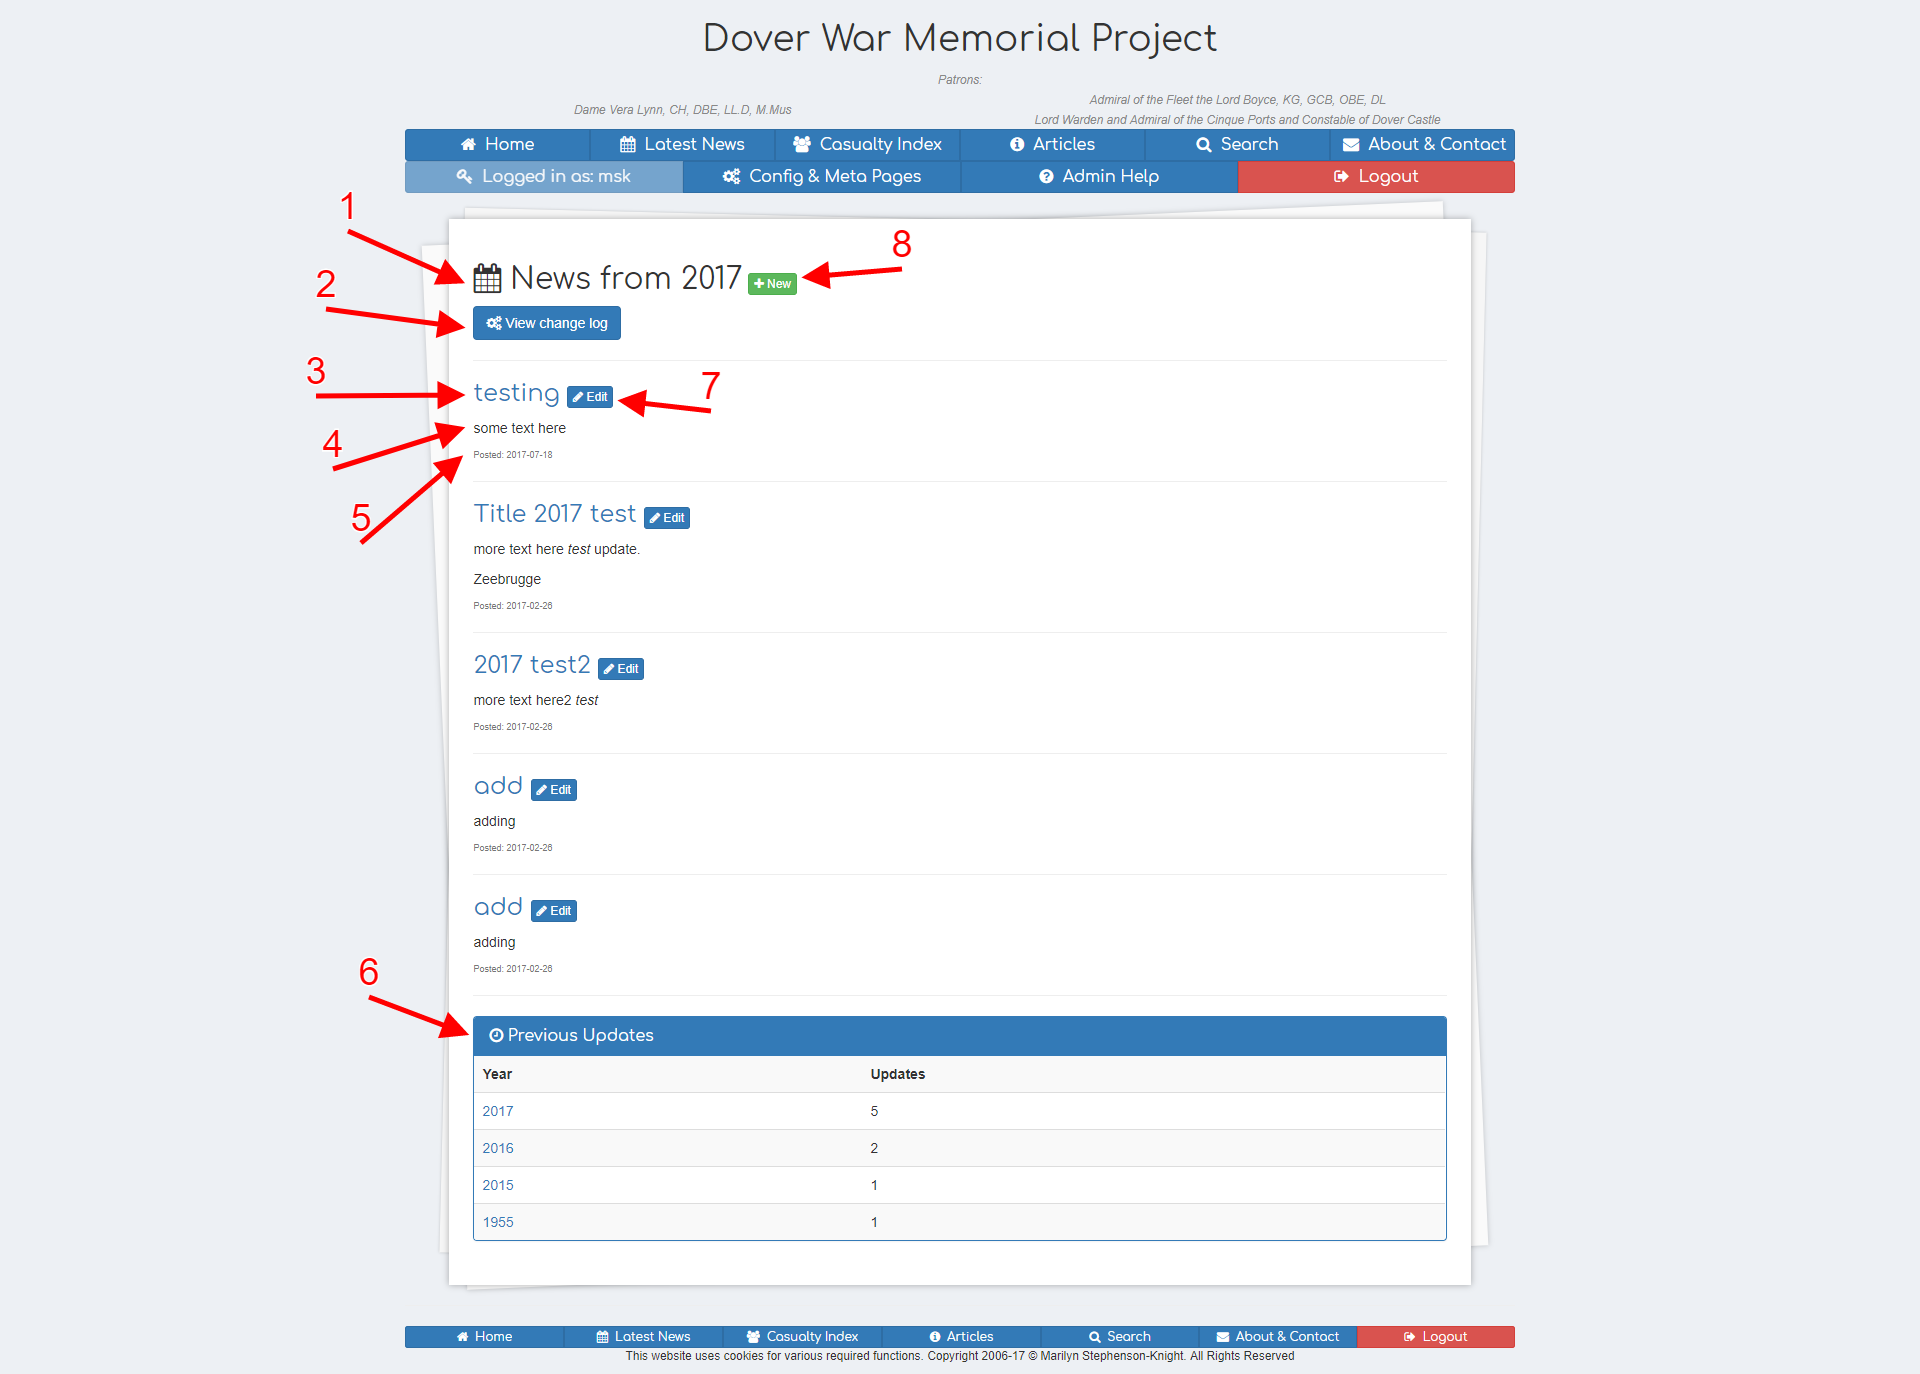 Dover War Memorial Project
Patrons:
Dame Vera Lynn, CH, DBE, LL.D, M.Mus
Admiral of the Fleet the Lord Boyce, KG, GCB, OBE, DL
Lord Warden and Admiral of the Cinque Ports and Constable of Dover Castle
Home Latest News Casualty Index Articles Search About & Contact
Logged in as: msk Config & Meta Pages Admin Help Logout
1
8
News from 2017 New
2
View change log
3
7
testing Edit
4
some text here
Posted: 2017-07-18
5
Title 2017 test Edit
more text here test update.
Zeebrugge
Posted: 2017-02-26
2017 test2 Edit
more text here2 test
Posted: 2017-02-26
add Edit
adding
Posted: 2017-02-26
add Edit
adding
Posted: 2017-02-26
6
Previous Updates
Year Updates
2017 5
2016 2
2015 1
1955 1
Home Latest News Casualty Index Articles Search About & Contact Logout
This website uses cookies for various required functions. Copyright 2006-17 © Marilyn Stephenson-Knight. All Rights Reserved